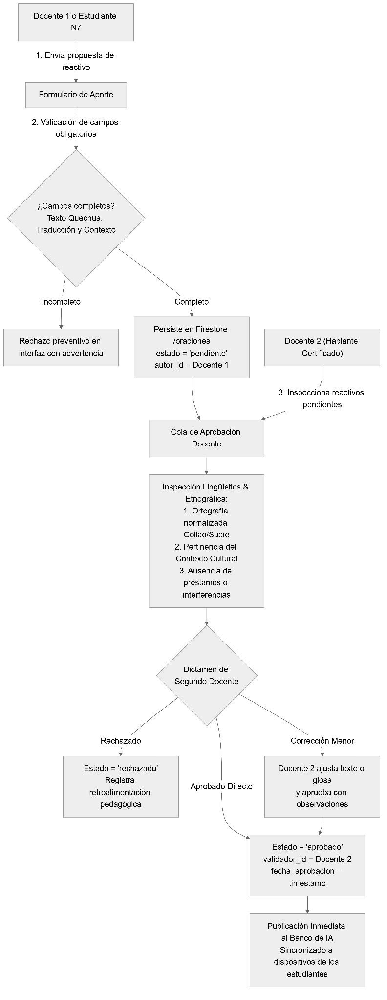 Docente 1 o Estudiante
N7
1. Envía propuesta de
reactivo
Formulario de Aporte
2. Validación de campos
obligatorios
¿Campos completos?
Texto Quechua,
Traducción y Contexto
Incompleto
Completo
Rechazo preventivo en
interfaz con advertencia
Persiste en Firestore
/oraciones
estado = 'pendiente'
autor_id = Docente 1
Docente 2 (Hablante
Certificado)
3. Inspecciona reactivos
pendientes
Cola de Aprobación
Docente
Inspección Lingüística &
Etnográfica:
1. Ortografía
normalizada
Collao/Sucre
2. Pertinencia del
Contexto Cultural
3. Ausencia de
préstamos o
interferencias
Dictamen del
Segundo Docente
Rechazado
Corrección Menor
Estado = 'rechazado'
Registra
retroalimentación
pedagógica
Aprobado Directo
Docente 2 ajusta texto o
glosa
y aprueba con
observaciones
Estado = 'aprobado'
validador_id = Docente 2
fecha_aprobacion =
timestamp
Publicación Inmediata
al Banco de IA
Sincronizado a
dispositivos de los
estudiantes